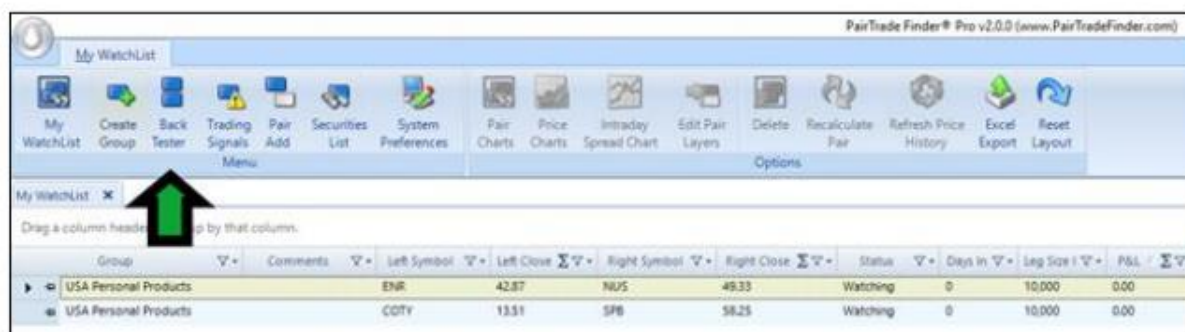 PairTrade Finder® Pro v2.0.0 (www.PairTradeFinder.com)
My WatchList
My WatchList
Create Group
Back Tester
Trading Signals
Pair Add
Securities List
System Preferences
Pair Charts
Price Charts
Intraday Spread Chart
Edit Pair Layers
Delete
Recalculate Pair
Refresh Price History
Excel Export
Reset Layout
Menu
Options
My WatchList
Drag a column heade p by that column.
Group Comments Left Symbol Left Close Σ Right Symbol Right Close Σ Status Days In Leg Size P&L Σ
USA Personal Products ENR 42.87 NUS 49.33 Watching 0 10,000 0.00
USA Personal Products COTY 13.51 SPB 58.25 Watching 0 10,000 0.00